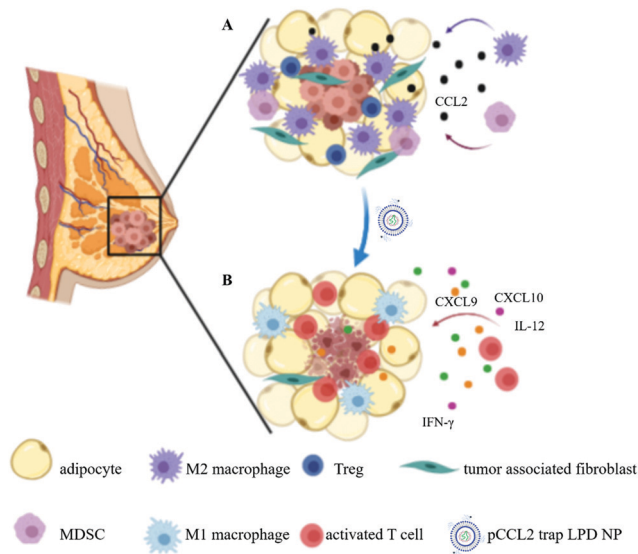 A
CCL2
B
CXCL9
CXCL10
IL-12
IFN-γ
adipocyte M2 macrophage Treg tumor associated fibroblast
MDSC M1 macrophage activated T cell pCCL2 trap LPD NP